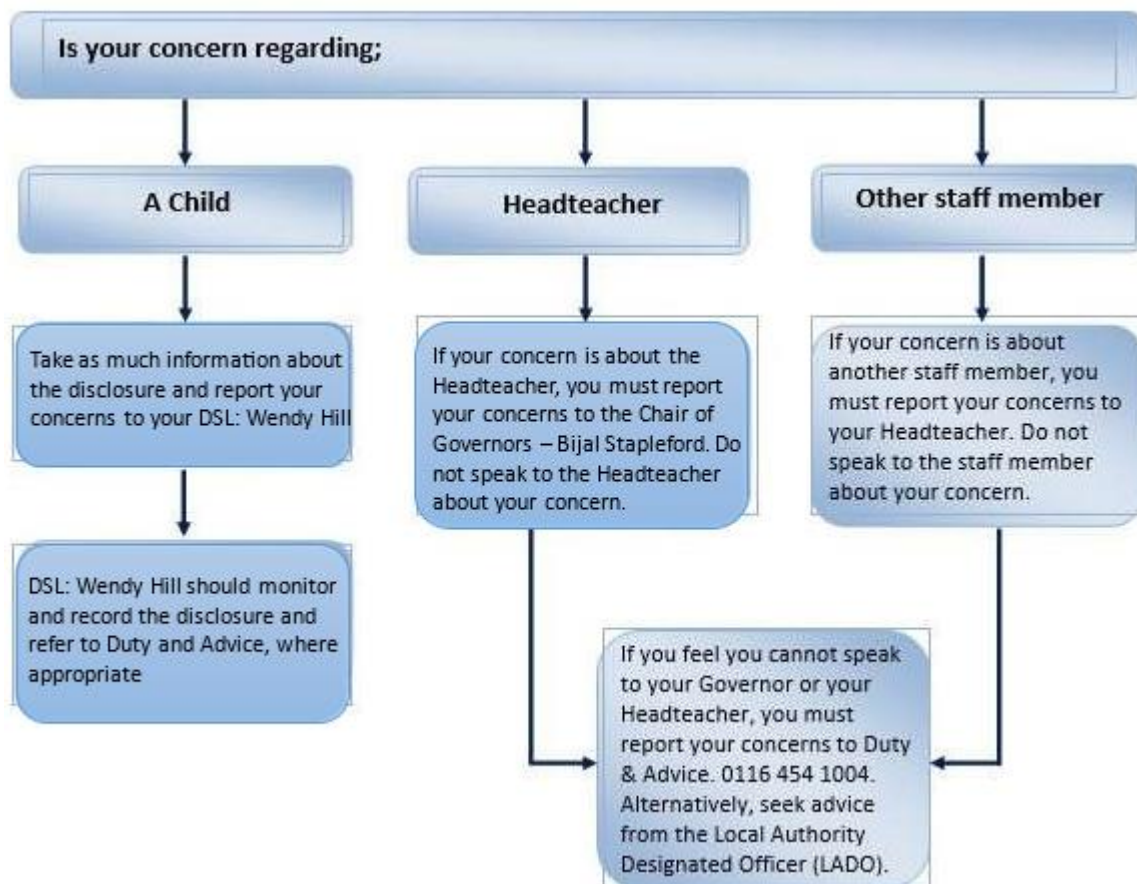 Is your concern regarding;
A Child
Headteacher
Other staff member
Take as much information about
the disclosure and report your
concerns to your DSL: Wendy Hill
If your concern is about the
Headteacher, you must report
your concerns to the Chair of
Governors – Bijal Stapleford. Do
not speak to the Headteacher
about your concern.
If your concern is about
another staff member, you
must report your concerns to
your Headteacher. Do not
speak to the staff member
about your concern.
DSL: Wendy Hill should monitor
and record the disclosure and
refer to Duty and Advice, where
appropriate
If you feel you cannot speak
to your Governor or your
Headteacher, you must
report your concerns to Duty
& Advice. 0116 454 1004.
Alternatively, seek advice
from the Local Authority
Designated Officer (LADO).